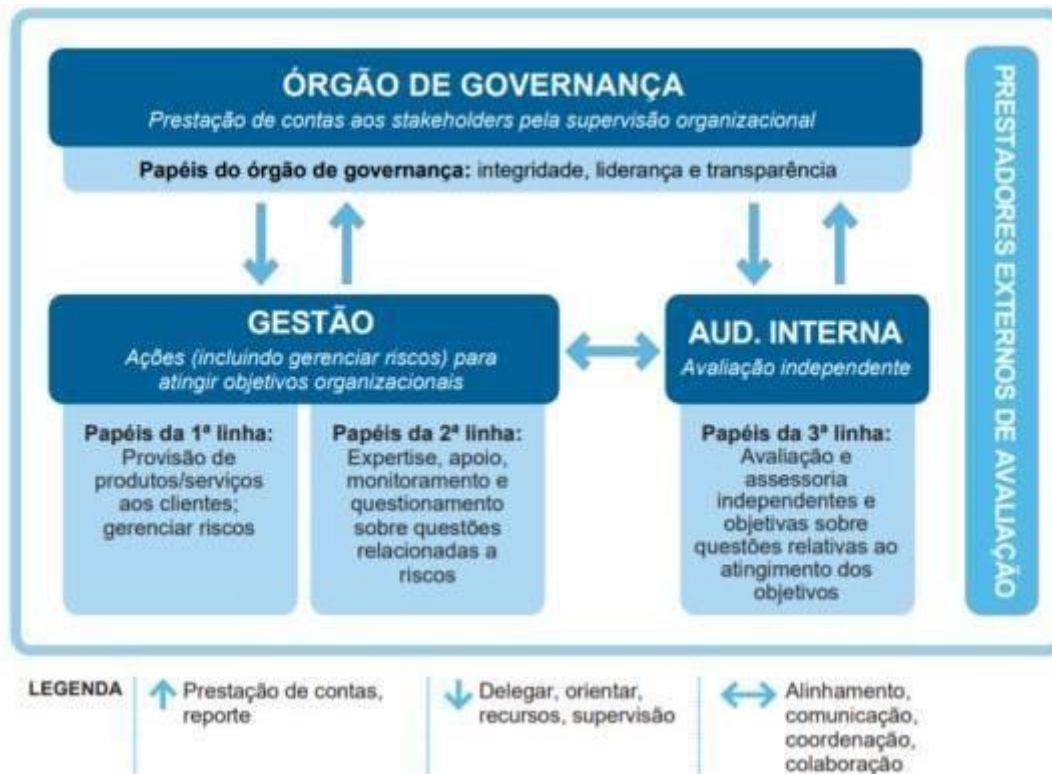 ÓRGÃO DE GOVERNANÇA
Prestação de contas aos stakeholders pela supervisão organizacional
Papéis do órgão de governança: integridade, liderança e transparência
GESTÃO
Ações (incluindo gerenciar riscos) para
atingir objetivos organizacionais
Papéis da 1ª linha:
Provisão de
produtos/serviços
aos clientes;
gerenciar riscos
Papéis da 2ª linha:
Expertise, apoio,
monitoramento e
questionamento
sobre questões
relacionadas a
riscos
AUD. INTERNA
Avaliação independente
Papéis da 3ª linha:
Avaliação e
assessoria
independentes e
objetivas sobre
questões relativas ao
atingimento dos
objetivos
PRESTADORES EXTERNOS DE AVALIAÇÃO
LEGENDA
Prestação de contas,
reporte
Delegar, orientar,
recursos, supervisão
Alinhamento,
comunicação,
coordenação,
colaboração